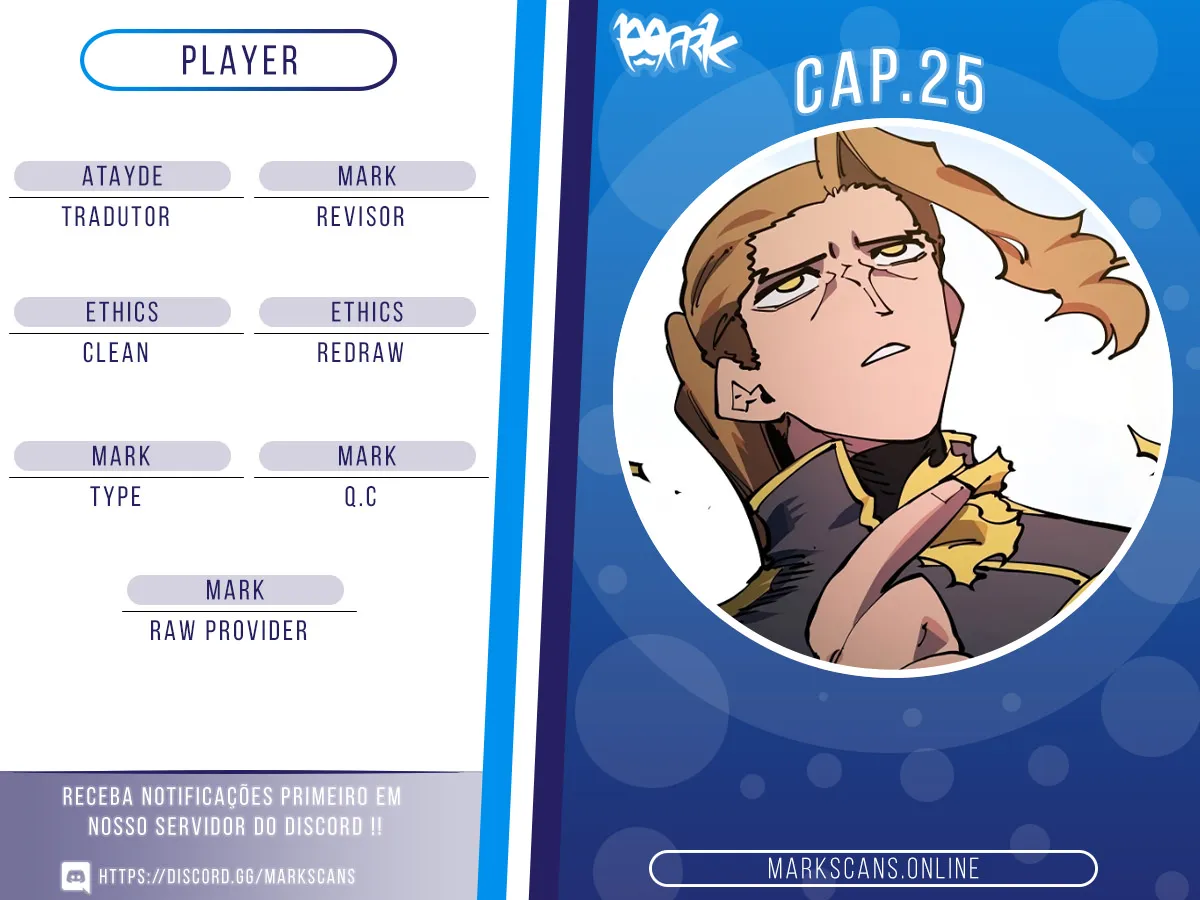 PLAYER
ATAYDE
TRADUTOR
MARK
REVISOR
ETHICS
CLEAN
ETHICS
REDRAW
MARK
TYPE
MARK
Q.C
MARK
RAW PROVIDER
RECEBA NOTIFICAÇÕES PRIMEIRO EM
NOSSO SERVIDOR DO DISCORD !!
HTTPS://DISCORD.GG/MARKSCANS
MARK
CAP.25
MARKSCANS.ONLINE